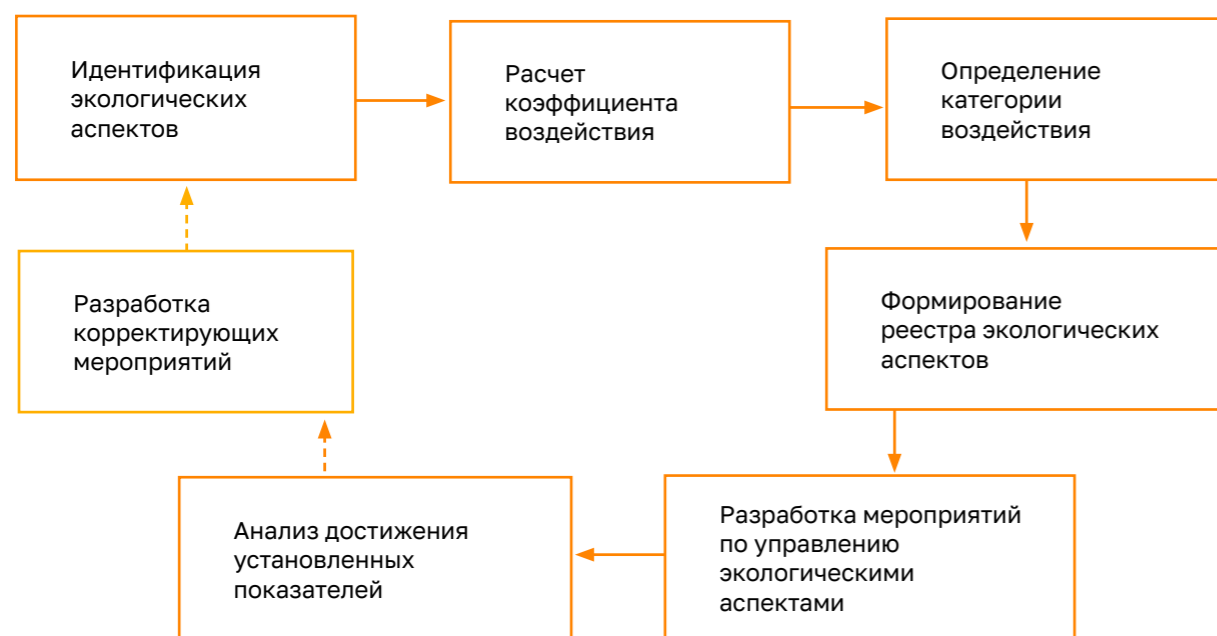 Идентификация
экологических
аспектов
Расчет
коэффициента
воздействия
Определение
категории
воздействия
Формирование
реестра экологических
аспектов
Разработка мероприятий
по управлению
экологическими
аспектами
Анализ достижения
установленных
показателей
Разработка
корректирующих
мероприятий